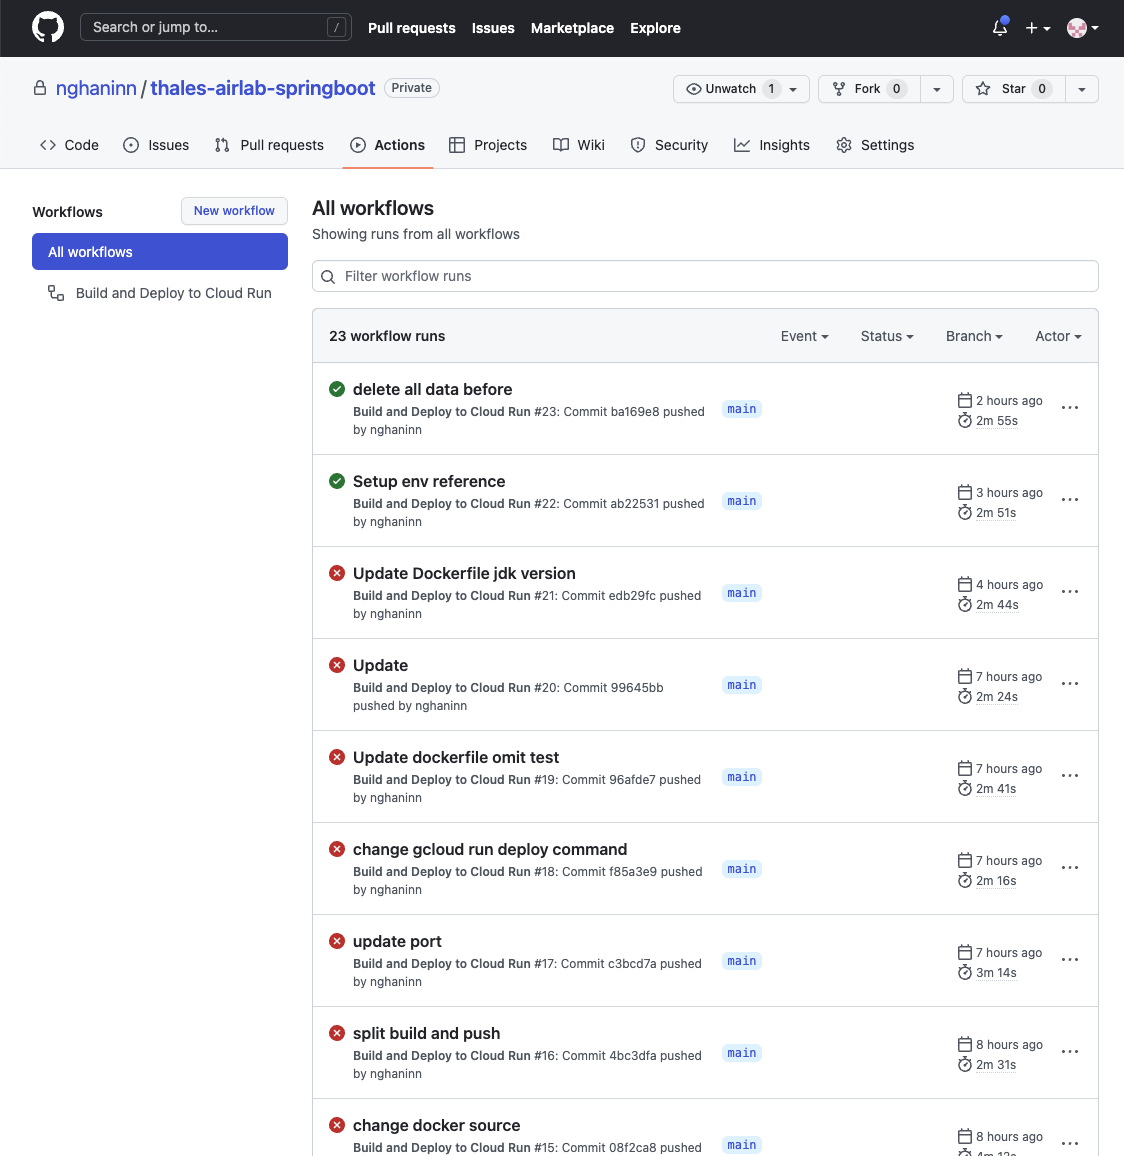 Search or jump to... /
Pull requests Issues Marketplace Explore
nghaninn / thales-airlab-springboot Private
Unwatch 1 Fork 0 Star 0
Code Issues Pull requests Actions Projects Wiki Security Insights Settings
Workflows New workflow
All workflows
Build and Deploy to Cloud Run
All workflows
Showing runs from all workflows
Filter workflow runs
23 workflow runs Event Status Branch Actor
delete all data before
Build and Deploy to Cloud Run #23: Commit ba169e8 pushed
by nghaninn
main
2 hours ago
2m 55s
Setup env reference
Build and Deploy to Cloud Run #22: Commit ab22531 pushed
by nghaninn
main
3 hours ago
2m 51s
Update Dockerfile jdk version
Build and Deploy to Cloud Run #21: Commit edb29fc pushed
by nghaninn
main
4 hours ago
2m 44s
Update
Build and Deploy to Cloud Run #20: Commit 99645bb
pushed by nghaninn
main
7 hours ago
2m 24s
Update dockerfile omit test
Build and Deploy to Cloud Run #19: Commit 96afde7 pushed
by nghaninn
main
7 hours ago
2m 41s
change gcloud run deploy command
Build and Deploy to Cloud Run #18: Commit f85a3e9 pushed
by nghaninn
main
7 hours ago
2m 16s
update port
Build and Deploy to Cloud Run #17: Commit c3bcd7a pushed
by nghaninn
main
7 hours ago
3m 14s
split build and push
Build and Deploy to Cloud Run #16: Commit 4bc3dfa pushed
by nghaninn
main
8 hours ago
2m 31s
change docker source
Build and Deploy to Cloud Run #15: Commit 08f2ca8 pushed
main
8 hours ago